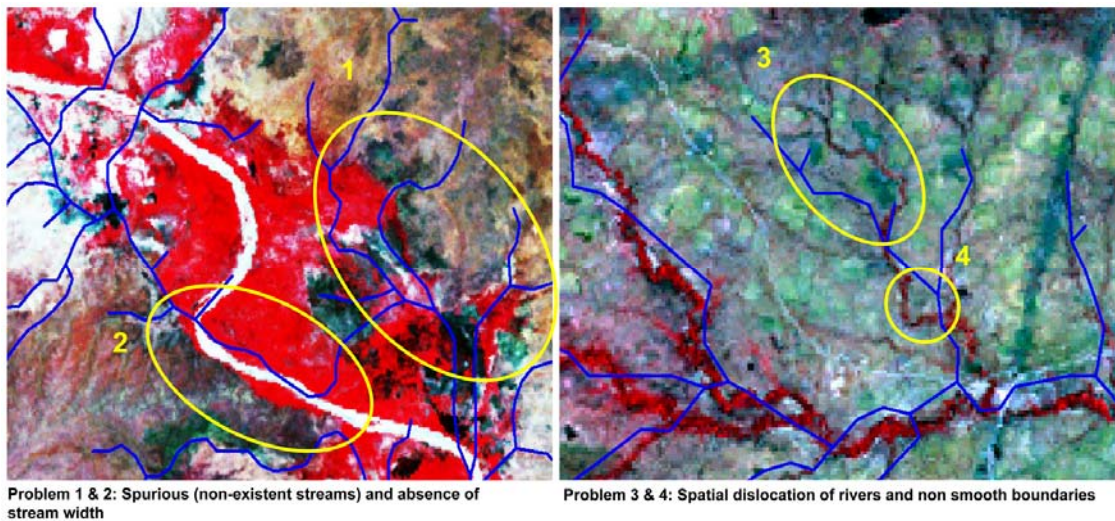 1
2
3
4
Problem 1 & 2: Spurious (non-existent streams) and absence of
stream width
Problem 3 & 4: Spatial dislocation of rivers and non smooth boundaries